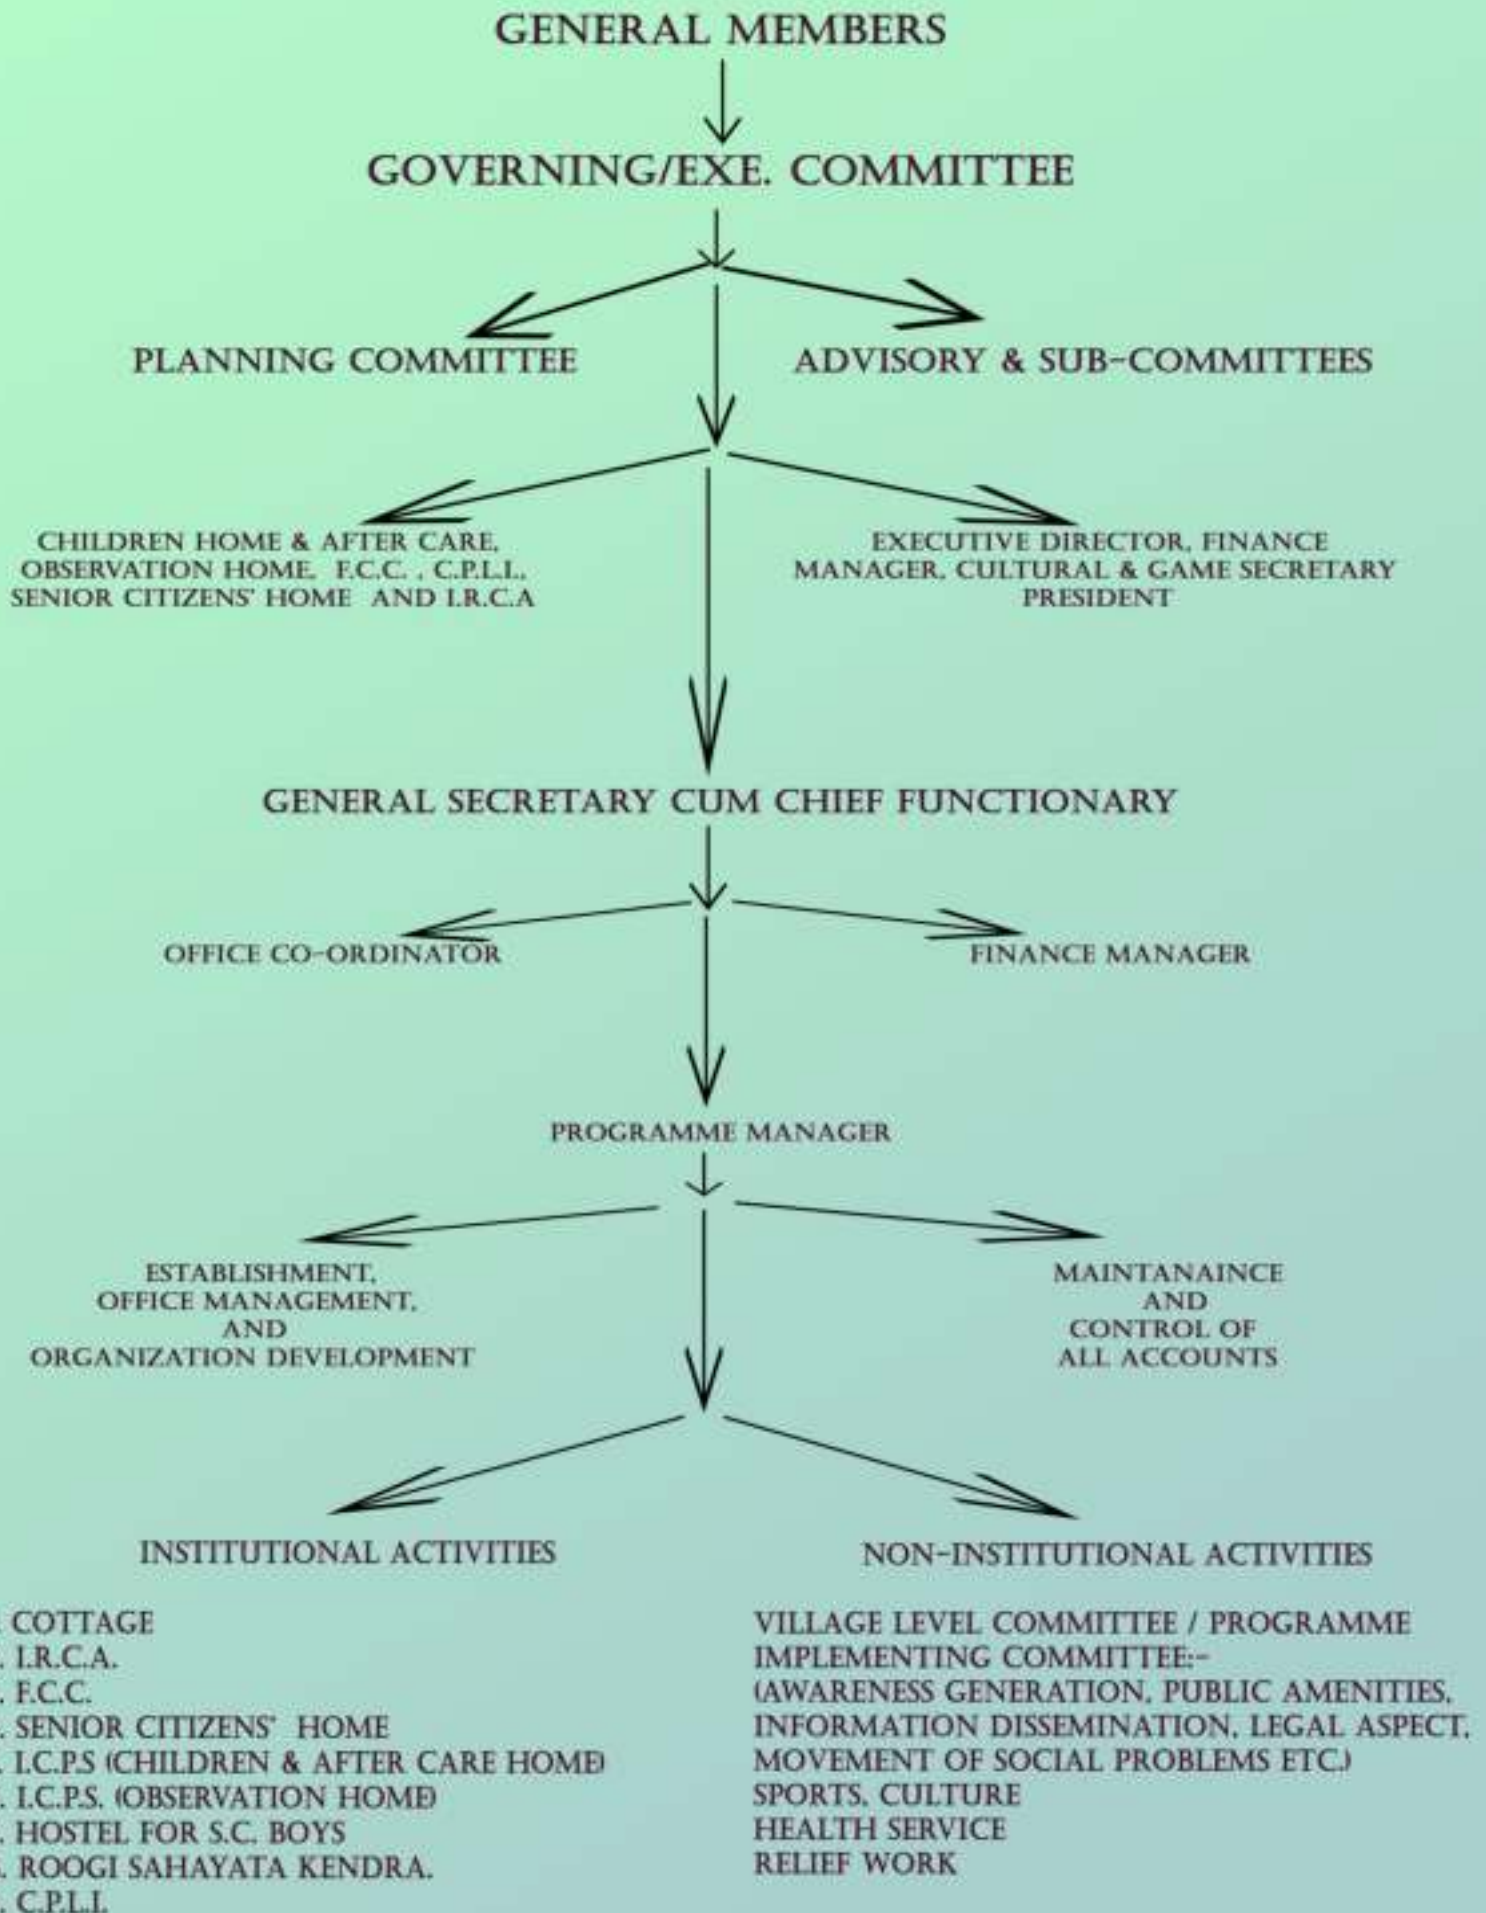 GENERAL MEMBERS
GOVERNING/EXE. COMMITTEE
PLANNING COMMITTEE
ADVISORY & SUB-COMMITTEES
CHILDREN HOME & AFTER CARE,
OBSERVATION HOME, F.C.C. , C.P.L.I.,
SENIOR CITIZENS' HOME AND I.R.C.A
EXECUTIVE DIRECTOR, FINANCE
MANAGER, CULTURAL & GAME SECRETARY
PRESIDENT
GENERAL SECRETARY CUM CHIEF FUNCTIONARY
OFFICE CO-ORDINATOR
FINANCE MANAGER
PROGRAMME MANAGER
ESTABLISHMENT,
OFFICE MANAGEMENT,
AND
ORGANIZATION DEVELOPMENT
MAINTANAINCE
AND
CONTROL OF
ALL ACCOUNTS
INSTITUTIONAL ACTIVITIES
. COTTAGE
. I.R.C.A.
. F.C.C.
. SENIOR CITIZENS' HOME
. I.C.P.S (CHILDREN & AFTER CARE HOME)
. I.C.P.S. (OBSERVATION HOME)
. HOSTEL FOR S.C. BOYS
. ROOGI SAHAYATA KENDRA.
. C.P.L.I.
NON-INSTITUTIONAL ACTIVITIES
VILLAGE LEVEL COMMITTEE / PROGRAMME
IMPLEMENTING COMMITTEE:-
(AWARENESS GENERATION, PUBLIC AMENITIES,
INFORMATION DISSEMINATION, LEGAL ASPECT,
MOVEMENT OF SOCIAL PROBLEMS ETC.)
SPORTS, CULTURE
HEALTH SERVICE
RELIEF WORK